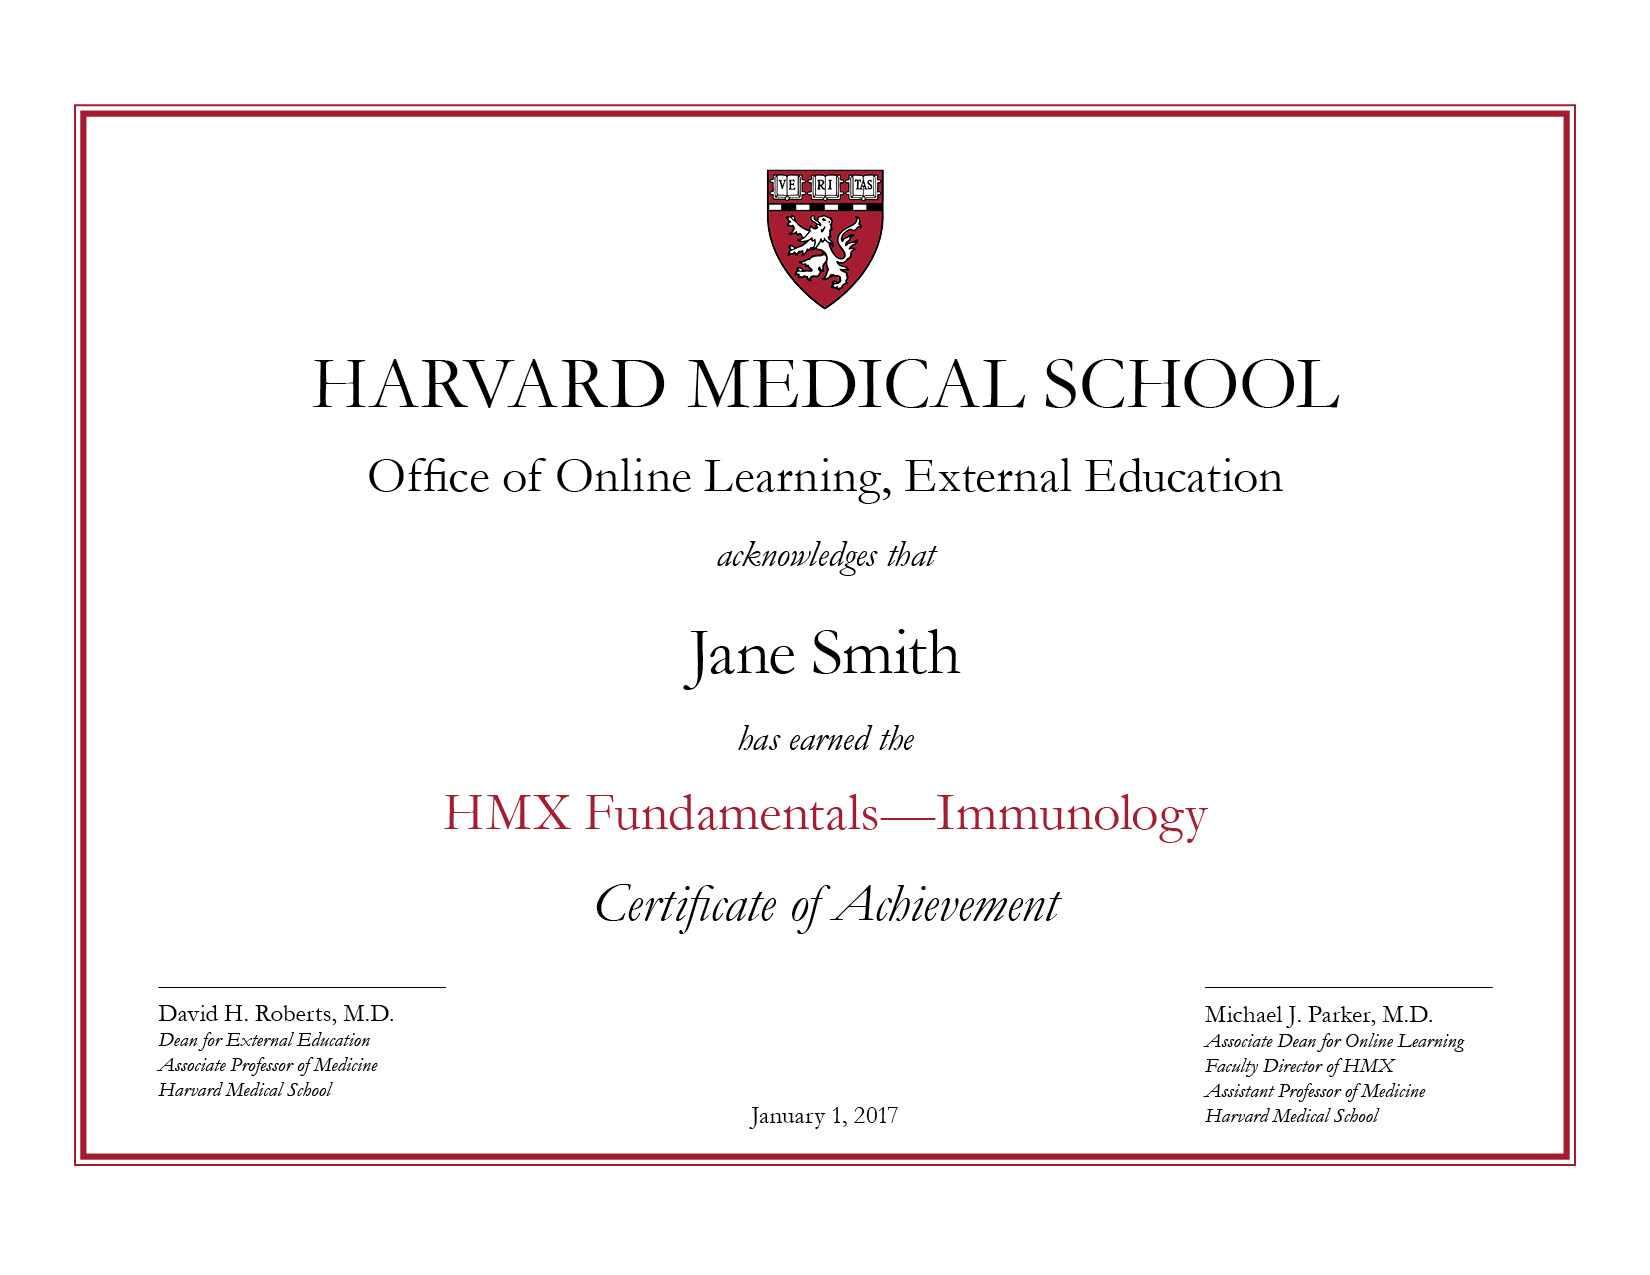 VE RI TAS
HARVARD MEDICAL SCHOOL
Office of Online Learning, External Education
acknowledges that
Jane Smith
has earned the
HMX Fundamentals—Immunology
Certificate of Achievement
David H. Roberts, M.D.
Dean for External Education
Associate Professor of Medicine
Harvard Medical School
Michael J. Parker, M.D.
Associate Dean for Online Learning
Faculty Director of HMX
Assistant Professor of Medicine
Harvard Medical School
January 1, 2017